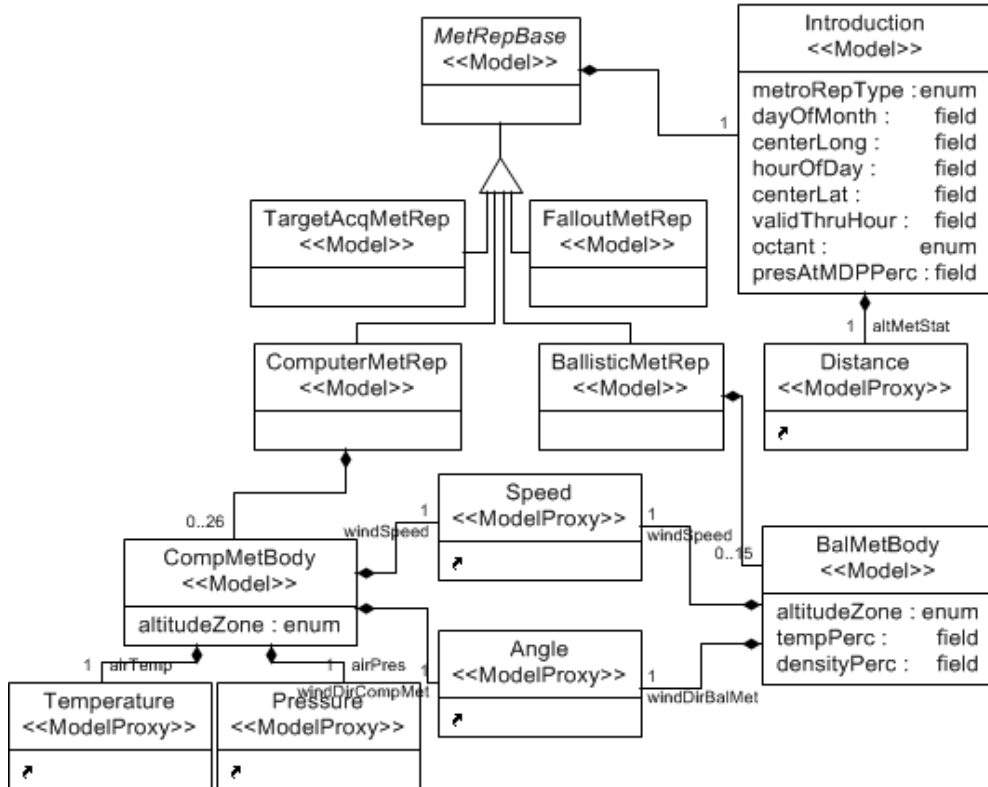 MetRepBase
<<Model>>
Introduction
<<Model>>
metroRepType : enum
dayOfMonth : field
centerLong : field
hourOfDay : field
centerLat : field
validThruHour : field
octant : enum
presAtMDPPerc : field
1
TargetAcqMetRep
<<Model>>
FalloutMetRep
<<Model>>
1 altMetStat
ComputerMetRep
<<Model>>
BallisticMetRep
<<Model>>
Distance
<<ModelProxy>>
0..26
1
windSpeed
Speed
<<ModelProxy>>
1
windSpeed
0..15
CompMetBody
<<Model>>
altitudeZone : enum
BalMetBody
<<Model>>
altitudeZone : enum
tempPerc : field
densityPerc : field
1 airTemp
1 airPres
1
windDirCompMet
Angle
<<ModelProxy>>
1
windDirBalMet
Temperature
<<ModelProxy>>
Pressure
<<ModelProxy>>